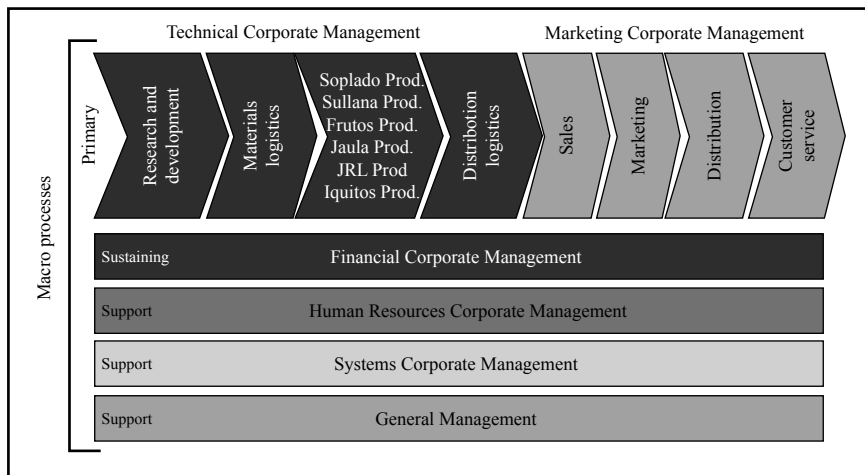 Technical Corporate Management
Marketing Corporate Management
Macro processes
Primary
Research and
development
Materials
logistics
Soplado Prod.
Sullana Prod.
Frutos Prod.
Jaula Prod.
JRL Prod
Iquitos Prod.
Distribotion
logistics
Sales
Marketing
Distribution
Customer
service
Sustaining
Financial Corporate Management
Support
Human Resources Corporate Management
Support
Systems Corporate Management
Support
General Management